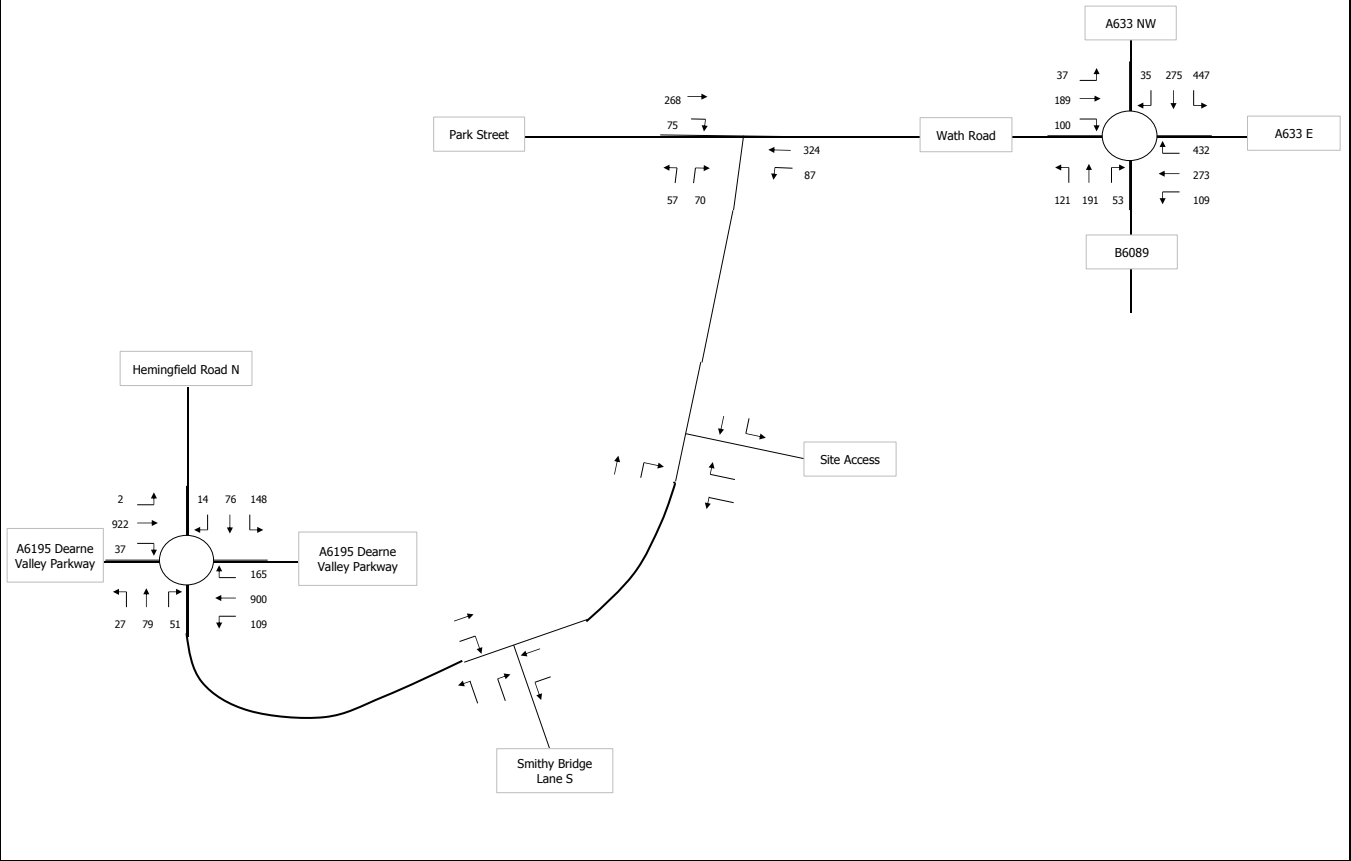 A633 NW
37
35 275 447
189
100
268
75
Park Street
Wath Road
A633 E
324
87
432
273
109
57 70
121 191 53
B6089
Hemingfield Road N
Site Access
2
14 76 148
922
37
A6195 Dearne
Valley Parkway
A6195 Dearne
Valley Parkway
165
900
109
27 79 51
Smithy Bridge
Lane S